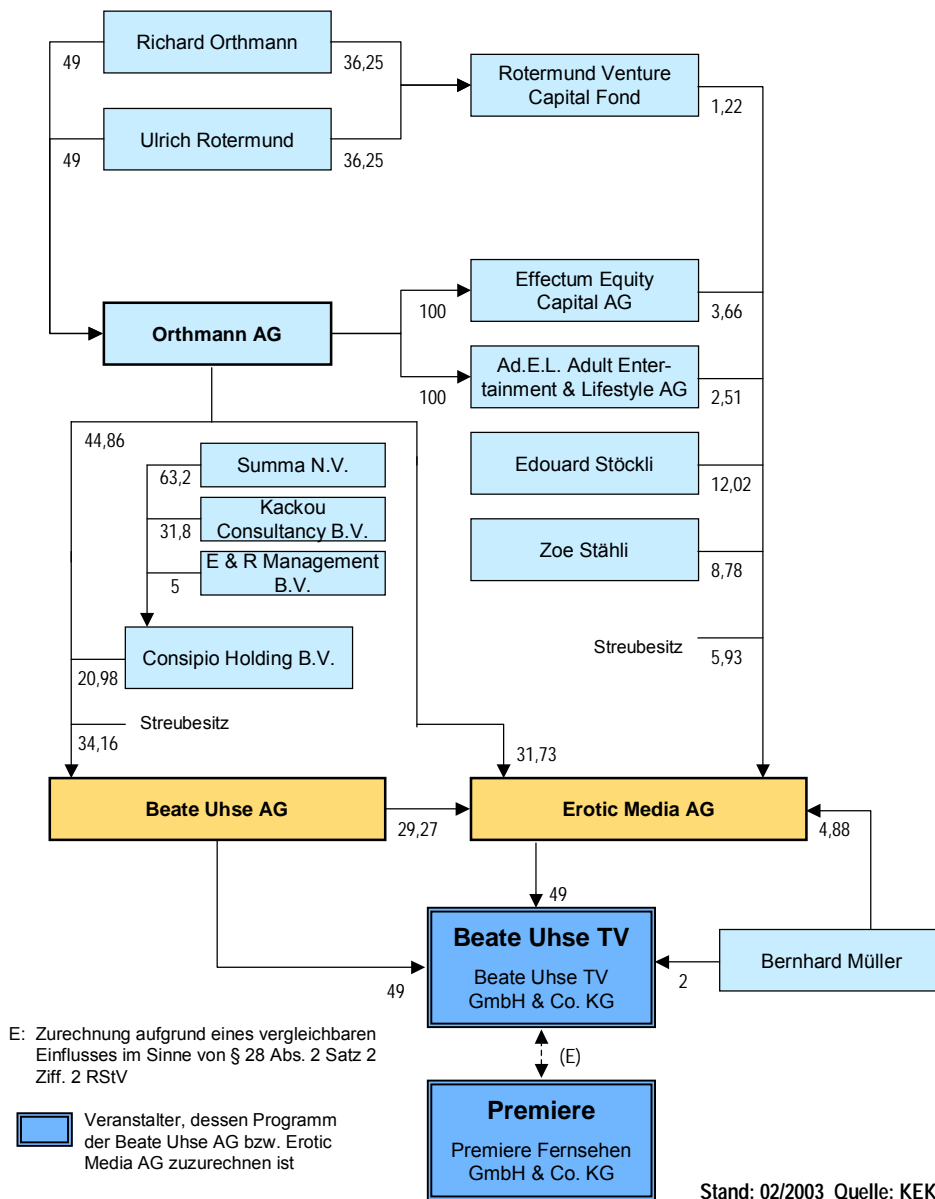 Richard Orthmann
49
36,25
Rotermund Venture
Capital Fond
1,22
Ulrich Rotermund
49
36,25
Effectum Equity
Capital AG
100
3,66
Orthmann AG
Ad.E.L. Adult Enter-
tainment & Lifestyle AG
100
2,51
44,86
Summa N.V.
63,2
Edouard Stöckli
12,02
Kackou
Consultancy B.V.
31,8
Zoe Stähli
8,78
E & R Management
B.V.
5
Consipio Holding B.V.
20,98
Streubesitz
5,93
Streubesitz
34,16
31,73
Beate Uhse AG
29,27
Erotic Media AG
4,88
49
Beate Uhse TV
Beate Uhse TV
GmbH & Co. KG
49
2
Bernhard Müller
E: Zurechnung aufgrund eines vergleichbaren
Einflusses im Sinne von § 28 Abs. 2 Satz 2
Ziff. 2 RStV
(E)
Premiere
Premiere Fernsehen
GmbH & Co. KG
Veranstalter, dessen Programm
der Beate Uhse AG bzw. Erotic
Media AG zuzurechnen ist
Stand: 02/2003 Quelle: KEK